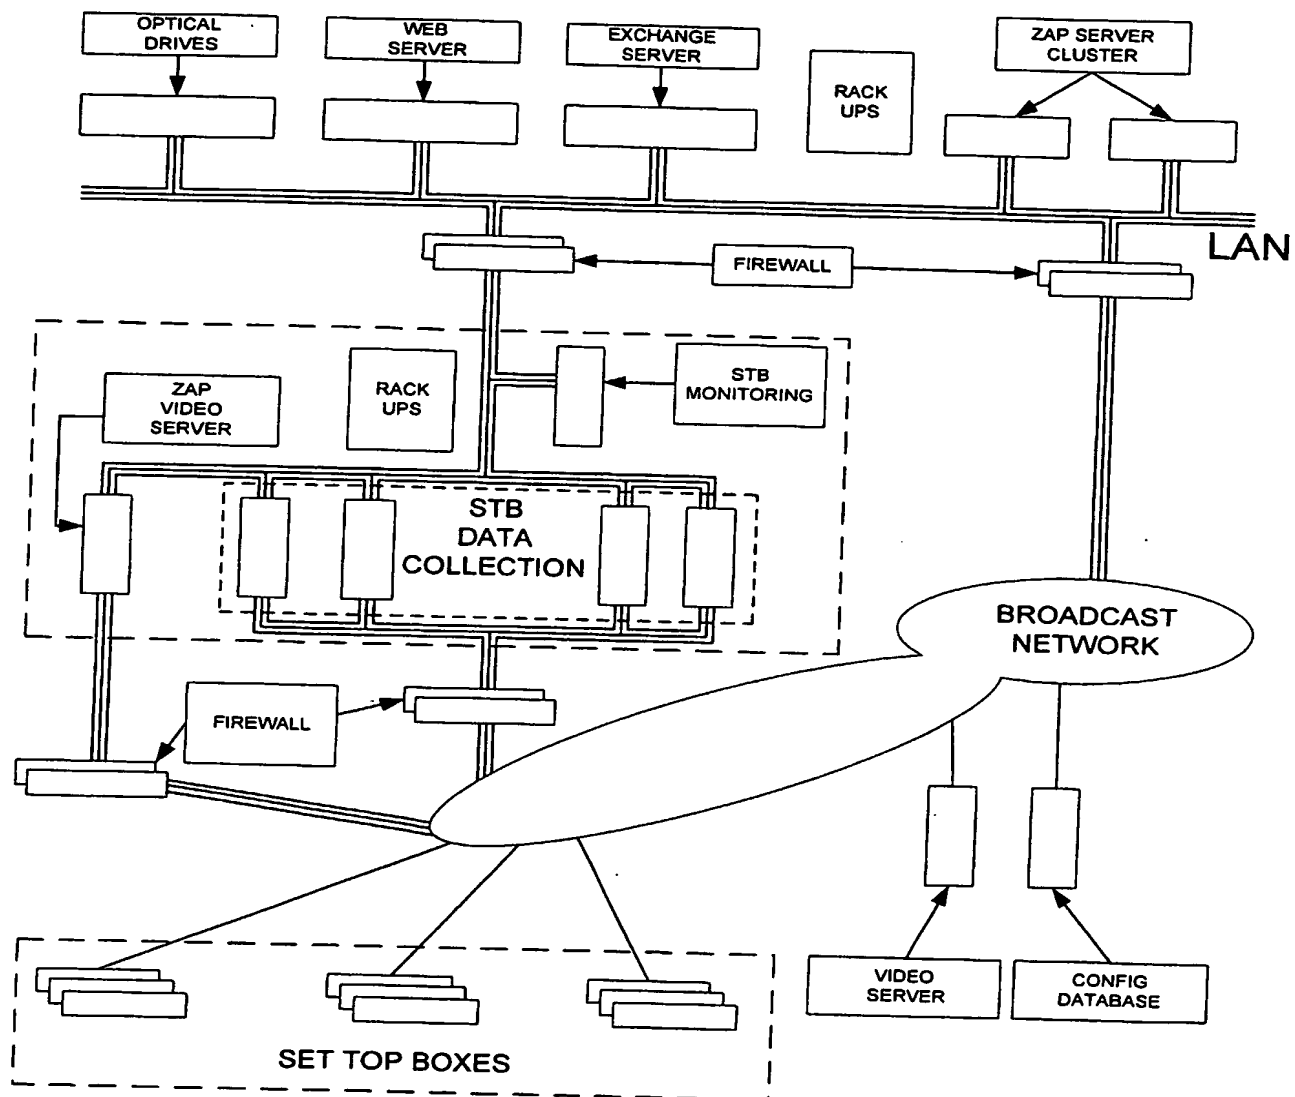 OPTICAL
DRIVES
WEB
SERVER
EXCHANGE
SERVER
RACK
UPS
ZAP SERVER
CLUSTER
LAN
FIREWALL
ZAP
VIDEO
SERVER
RACK
UPS
STB
MONITORING
STB
DATA
COLLECTION
BROADCAST
NETWORK
FIREWALL
VIDEO
SERVER
CONFIG
DATABASE
SET TOP BOXES